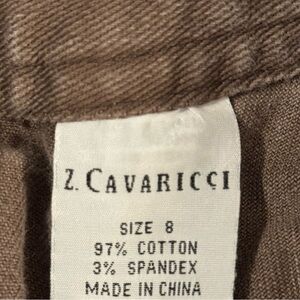 Z. CAVARICCI
SIZE 8
97% COTTON
3% SPANDEX
MADE IN CHINA